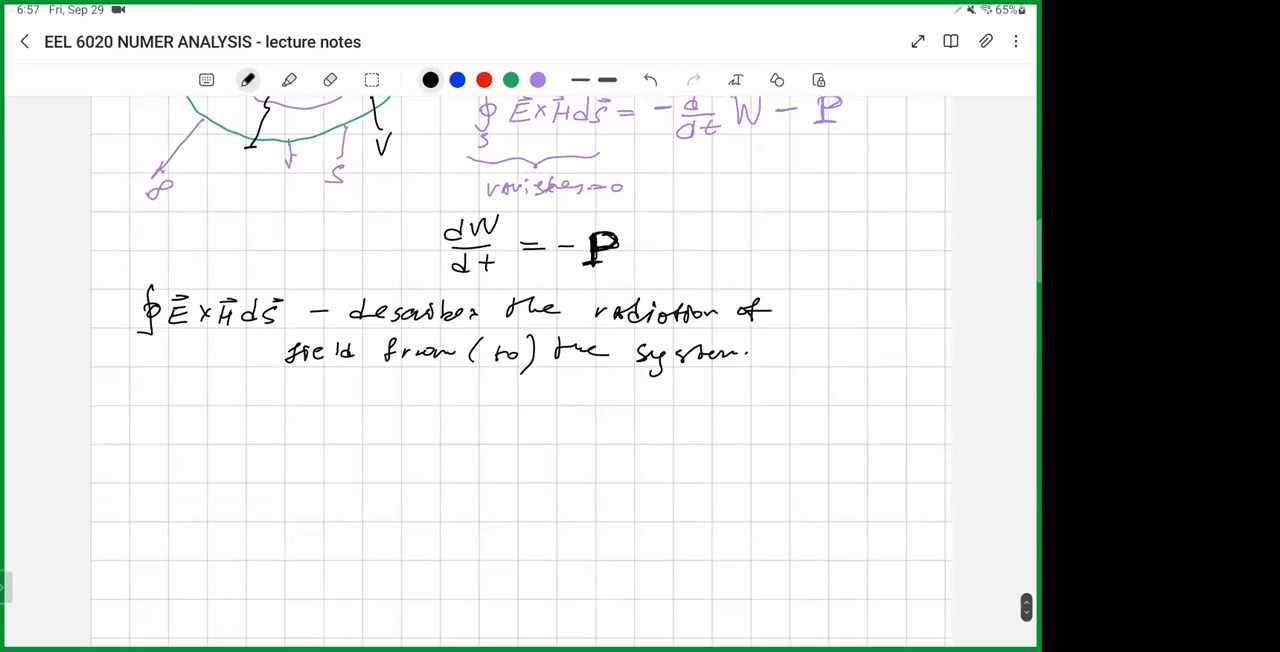 6:57 Fri, Sep 29 65%
EEL 6020 NUMER ANALYSIS - lecture notes
∮ E⃗ × H⃗ dS⃗ = - d/dt W - P
S
I V S V
∞
vanishes = 0
dW/dt = - P
∮ E⃗ × H⃗ dS⃗ - describes the radiation of
field from (to) the system.